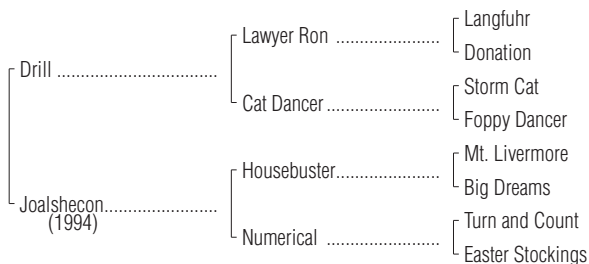 Langfuhr
Lawyer Ron ......................
Donation
Drill ..................................
Storm Cat
Cat Dancer ........................
Foppy Dancer
Mt. Livermore
Housebuster......................
Big Dreams
Joalshecon........................
(1994)
Turn and Count
Numerical ........................
Easter Stockings